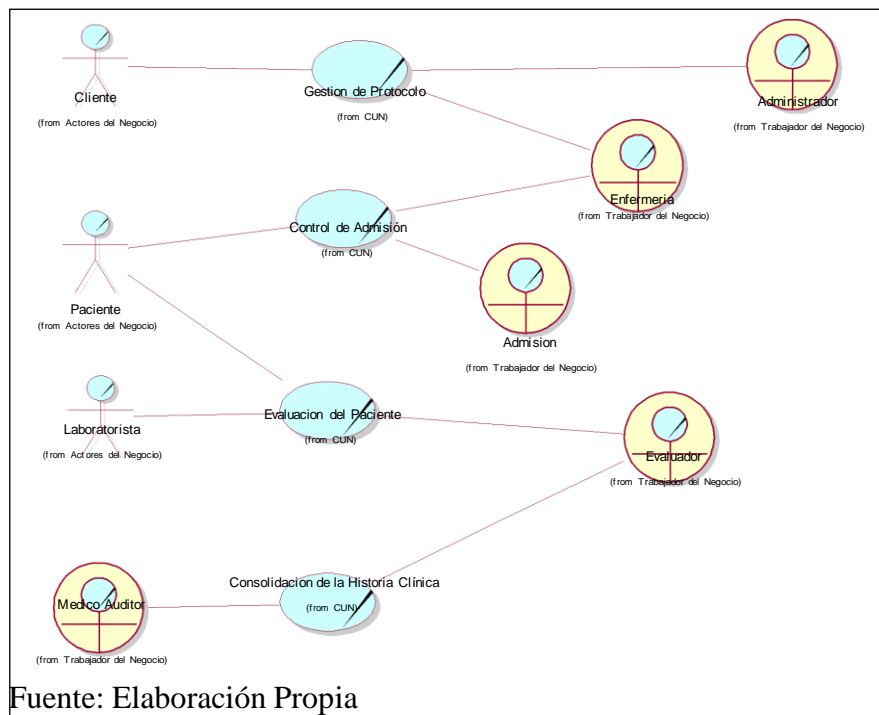 Cliente
(from Actores del Negocio)
Gestion de Protocolo
(from CUN)
Administrador
(from Trabajador del Negocio)
Enfermeria
(from Trabajador del Negocio)
Control de Admisión
(from CUN)
Paciente
(from Actores del Negocio)
Admision
(from Trabajador del Negocio)
Laboratorista
(from Actores del Negocio)
Evaluacion del Paciente
(from CUN)
Evaluador
(from Trabajador del Negocio)
Consolidacion de la Historia Clínica
(from CUN)
Medico Auditor
(from Trabajador del Negocio)
Fuente: Elaboración Propia